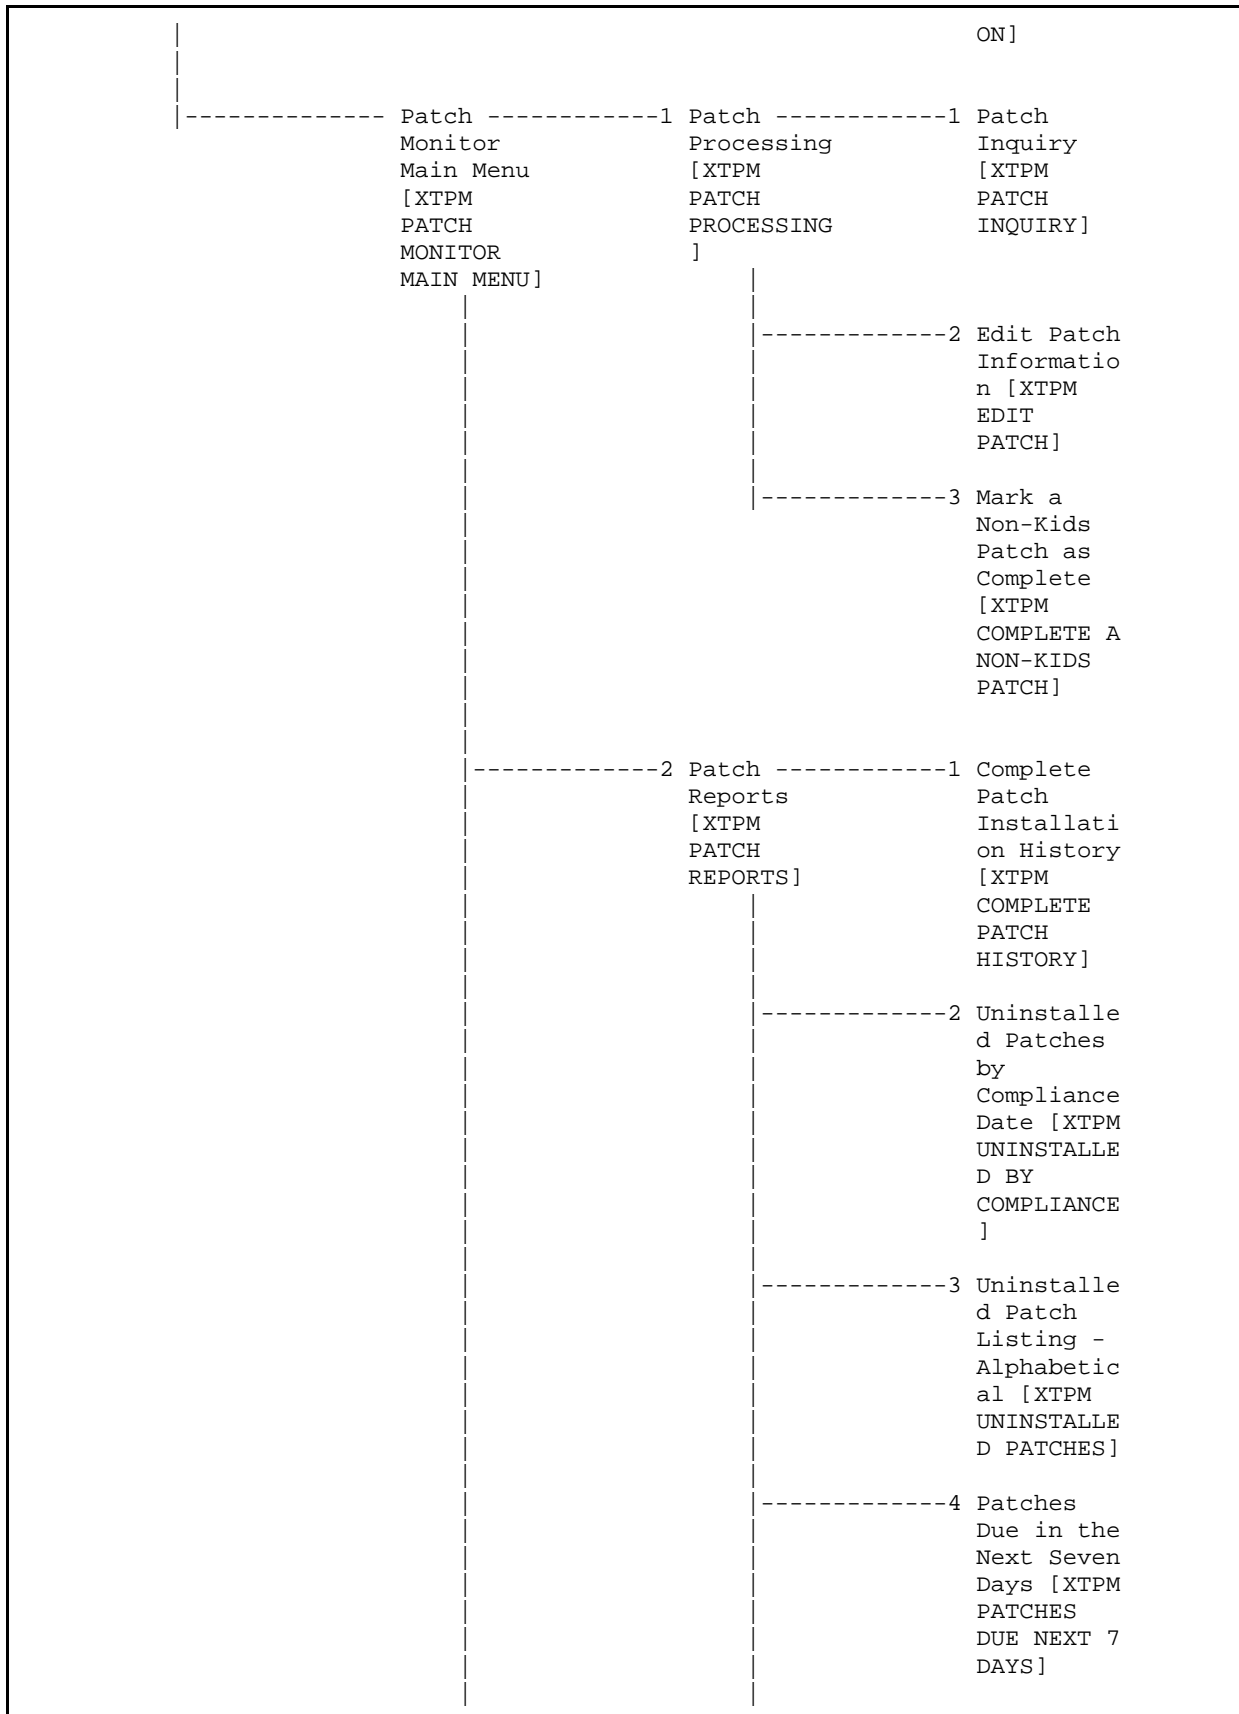 ON]
|-------------- Patch ------------1 Patch ------------1 Patch
Monitor Processing Inquiry
Main Menu [XTPM [XTPM
[XTPM PATCH PATCH
PATCH PROCESSING INQUIRY]
MONITOR ]
MAIN MENU]
|-------------2 Edit Patch
Informatio
n [XTPM
EDIT
PATCH]
|-------------3 Mark a
Non-Kids
Patch as
Complete
[XTPM
COMPLETE A
NON-KIDS
PATCH]
|-------------2 Patch ------------1 Complete
Reports Patch
[XTPM Installati
PATCH on History
REPORTS] [XTPM
COMPLETE
PATCH
HISTORY]
|-------------2 Uninstalle
d Patches
by
Compliance
Date [XTPM
UNINSTALLE
D BY
COMPLIANCE
]
|-------------3 Uninstalle
d Patch
Listing -
Alphabetic
al [XTPM
UNINSTALLE
D PATCHES]
|-------------4 Patches
Due in the
Next Seven
Days [XTPM
PATCHES
DUE NEXT 7
DAYS]